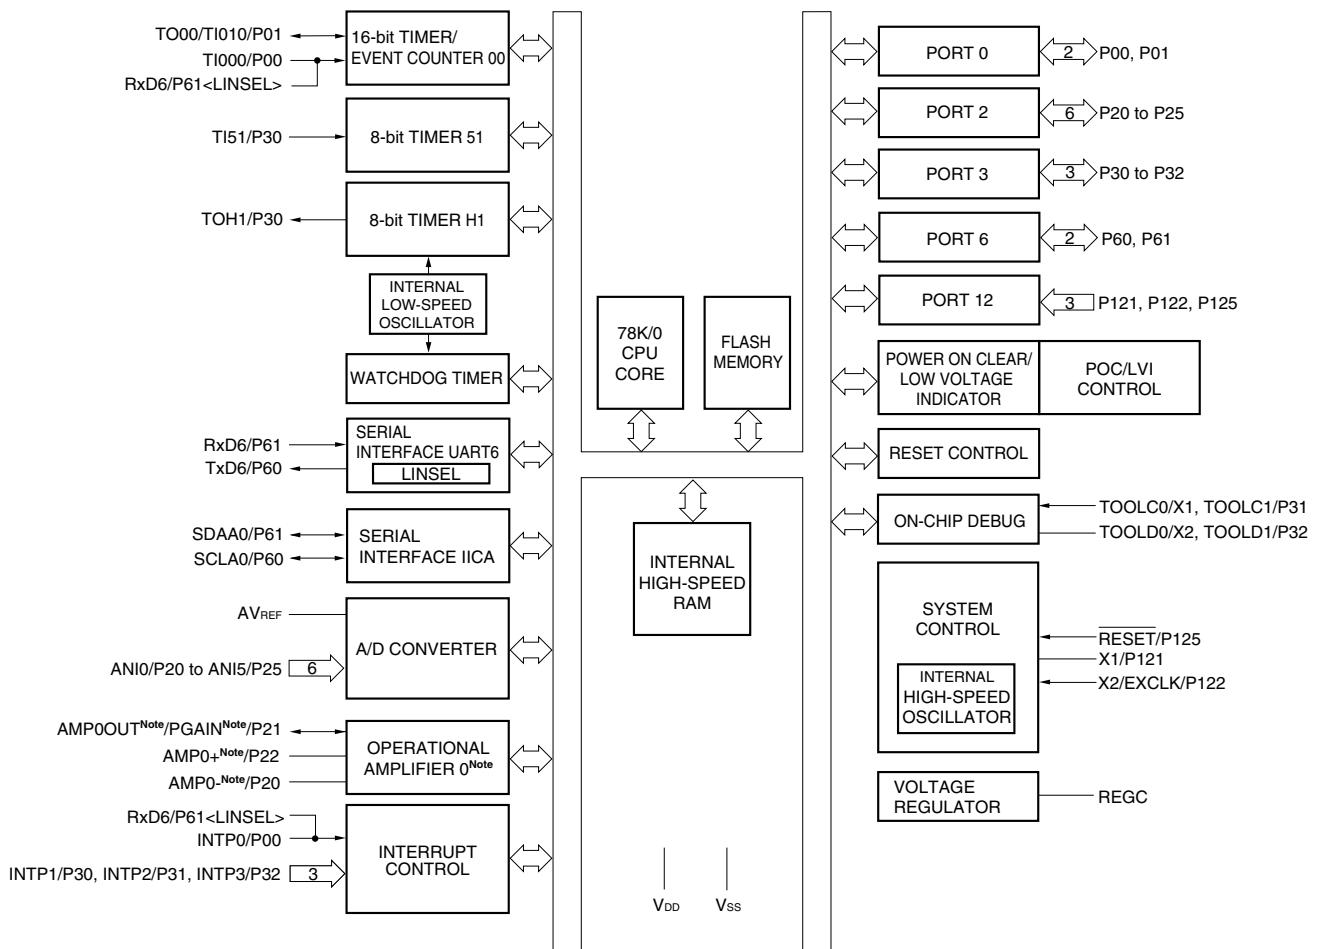 TO00/TI010/P01
TI000/P00
RxD6/P61<LINSEL>
16-bit TIMER/
EVENT COUNTER 00
TI51/P30
8-bit TIMER 51
TOH1/P30
8-bit TIMER H1
INTERNAL
LOW-SPEED
OSCILLATOR
WATCHDOG TIMER
RxD6/P61
TxD6/P60
SERIAL
INTERFACE UART6
LINSEL
SDAA0/P61
SCLA0/P60
SERIAL
INTERFACE IICA
AVREF
ANI0/P20 to ANI5/P25
6
A/D CONVERTER
AMP0OUTNote/PGAINNote/P21
AMP0+Note/P22
AMP0-Note/P20
OPERATIONAL
AMPLIFIER 0Note
RxD6/P61<LINSEL>
INTP0/P00
INTP1/P30, INTP2/P31, INTP3/P32
3
INTERRUPT
CONTROL
78K/0
CPU
CORE
FLASH
MEMORY
INTERNAL
HIGH-SPEED
RAM
VDD
VSS
PORT 0
2
P00, P01
PORT 2
6
P20 to P25
PORT 3
3
P30 to P32
PORT 6
2
P60, P61
PORT 12
3
P121, P122, P125
POWER ON CLEAR/
LOW VOLTAGE
INDICATOR
POC/LVI
CONTROL
RESET CONTROL
ON-CHIP DEBUG
TOOLC0/X1, TOOLC1/P31
TOOLD0/X2, TOOLD1/P32
SYSTEM
CONTROL
INTERNAL
HIGH-SPEED
OSCILLATOR
RESET/P125
X1/P121
X2/EXCLK/P122
VOLTAGE
REGULATOR
REGC